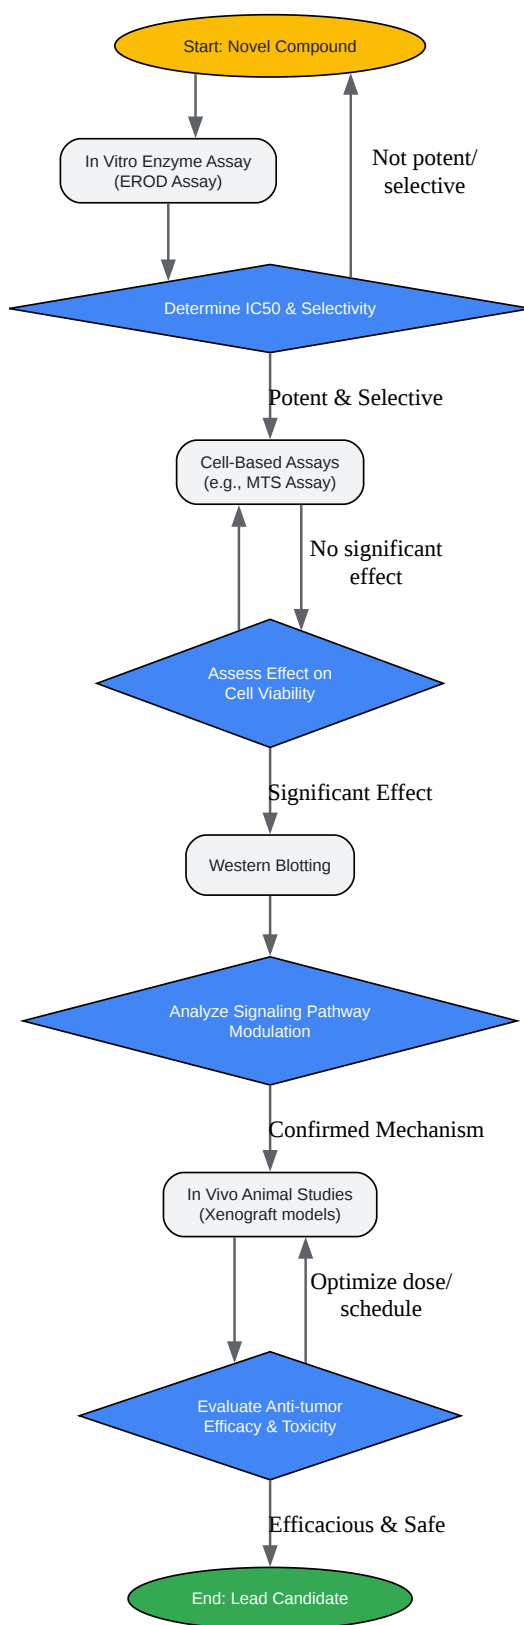 Start: Novel Compound
In Vitro Enzyme Assay
(EROD Assay)
Not potent/
selective
Determine IC50 & Selectivity
Potent & Selective
Cell-Based Assays
(e.g., MTS Assay)
No significant
effect
Assess Effect on
Cell Viability
Significant Effect
Western Blotting
Analyze Signaling Pathway
Modulation
Confirmed Mechanism
In Vivo Animal Studies
(Xenograft models)
Optimize dose/
schedule
Evaluate Anti-tumor
Efficacy & Toxicity
Efficacious & Safe
End: Lead Candidate